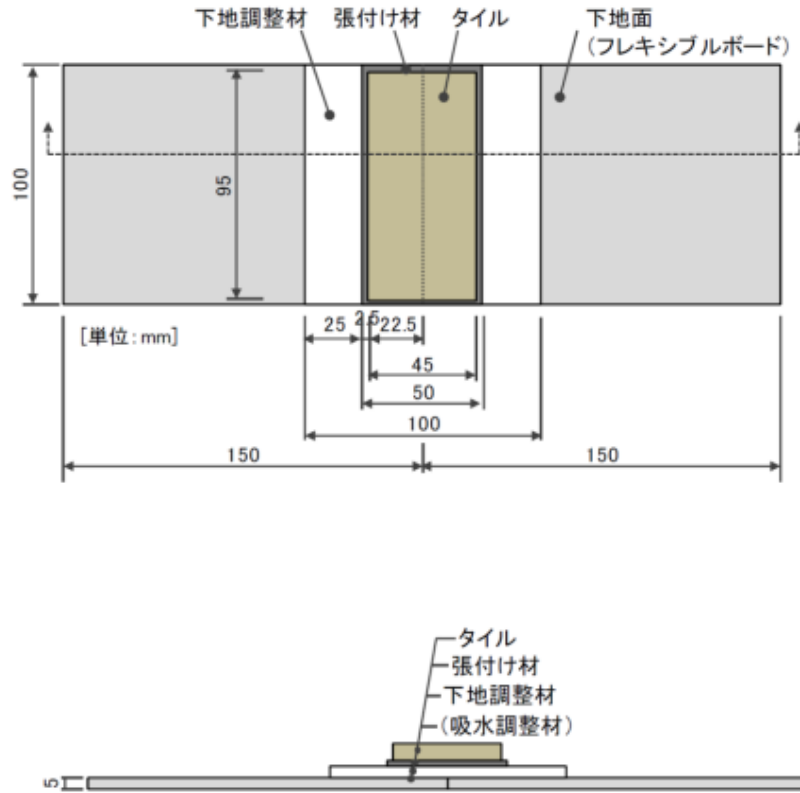 下地調整材 張付け材 タイル 下地面
(フレキシブルボード)
100
95
2.5
25 22.5
[単位:mm]
45
50
100
150 150
タイル
張付け材
下地調整材
(吸水調整材)
5